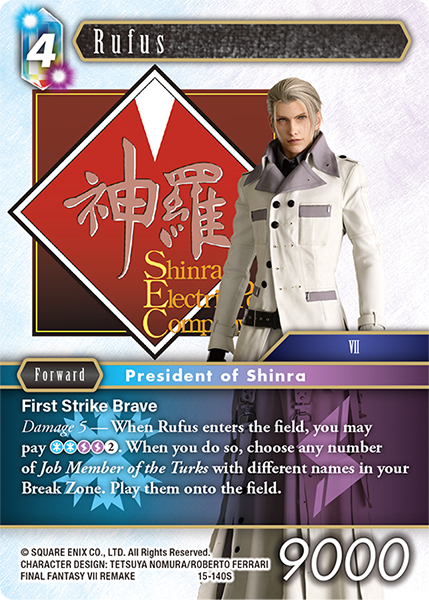 4
Rufus
神羅
Shinra
Electri Pa
Company
VII
Forward
President of Shinra
First Strike Brave
Damage 5 — When Rufus enters the field, you may
pay 2. When you do so, choose any number
of Job Member of the Turks with different names in your
Break Zone. Play them onto the field.
© SQUARE ENIX CO., LTD. All Rights Reserved.
CHARACTER DESIGN: TETSUYA NOMURA/ROBERTO FERRARI
FINAL FANTASY VII REMAKE
15-140S
9000